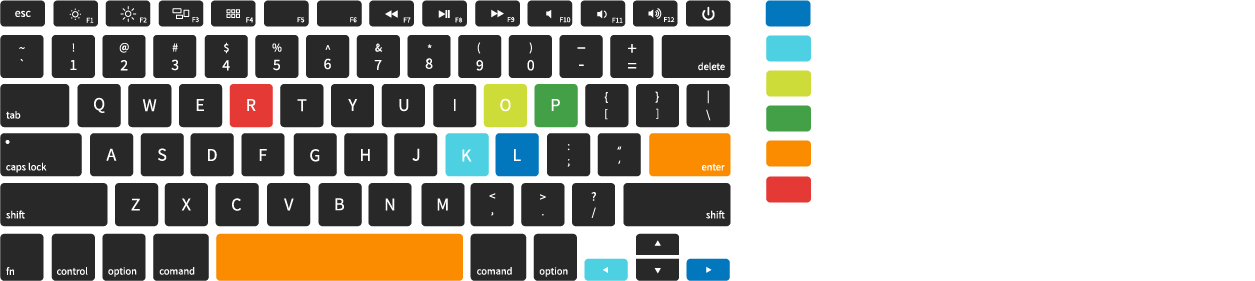 esc F1 F2 F3 F4 F5 F6 F7 F8 F9 F10 F11 F12
~ ! @ # $ % ^ & * ( ) − +
` 1 2 3 4 5 6 7 8 9 0 - = delete
tab Q W E R T Y U I O P { [ } ] | \
caps lock A S D F G H J K L : ; " ' enter
shift Z X C V B N M < , > . ? / shift
fn control option comand comand option